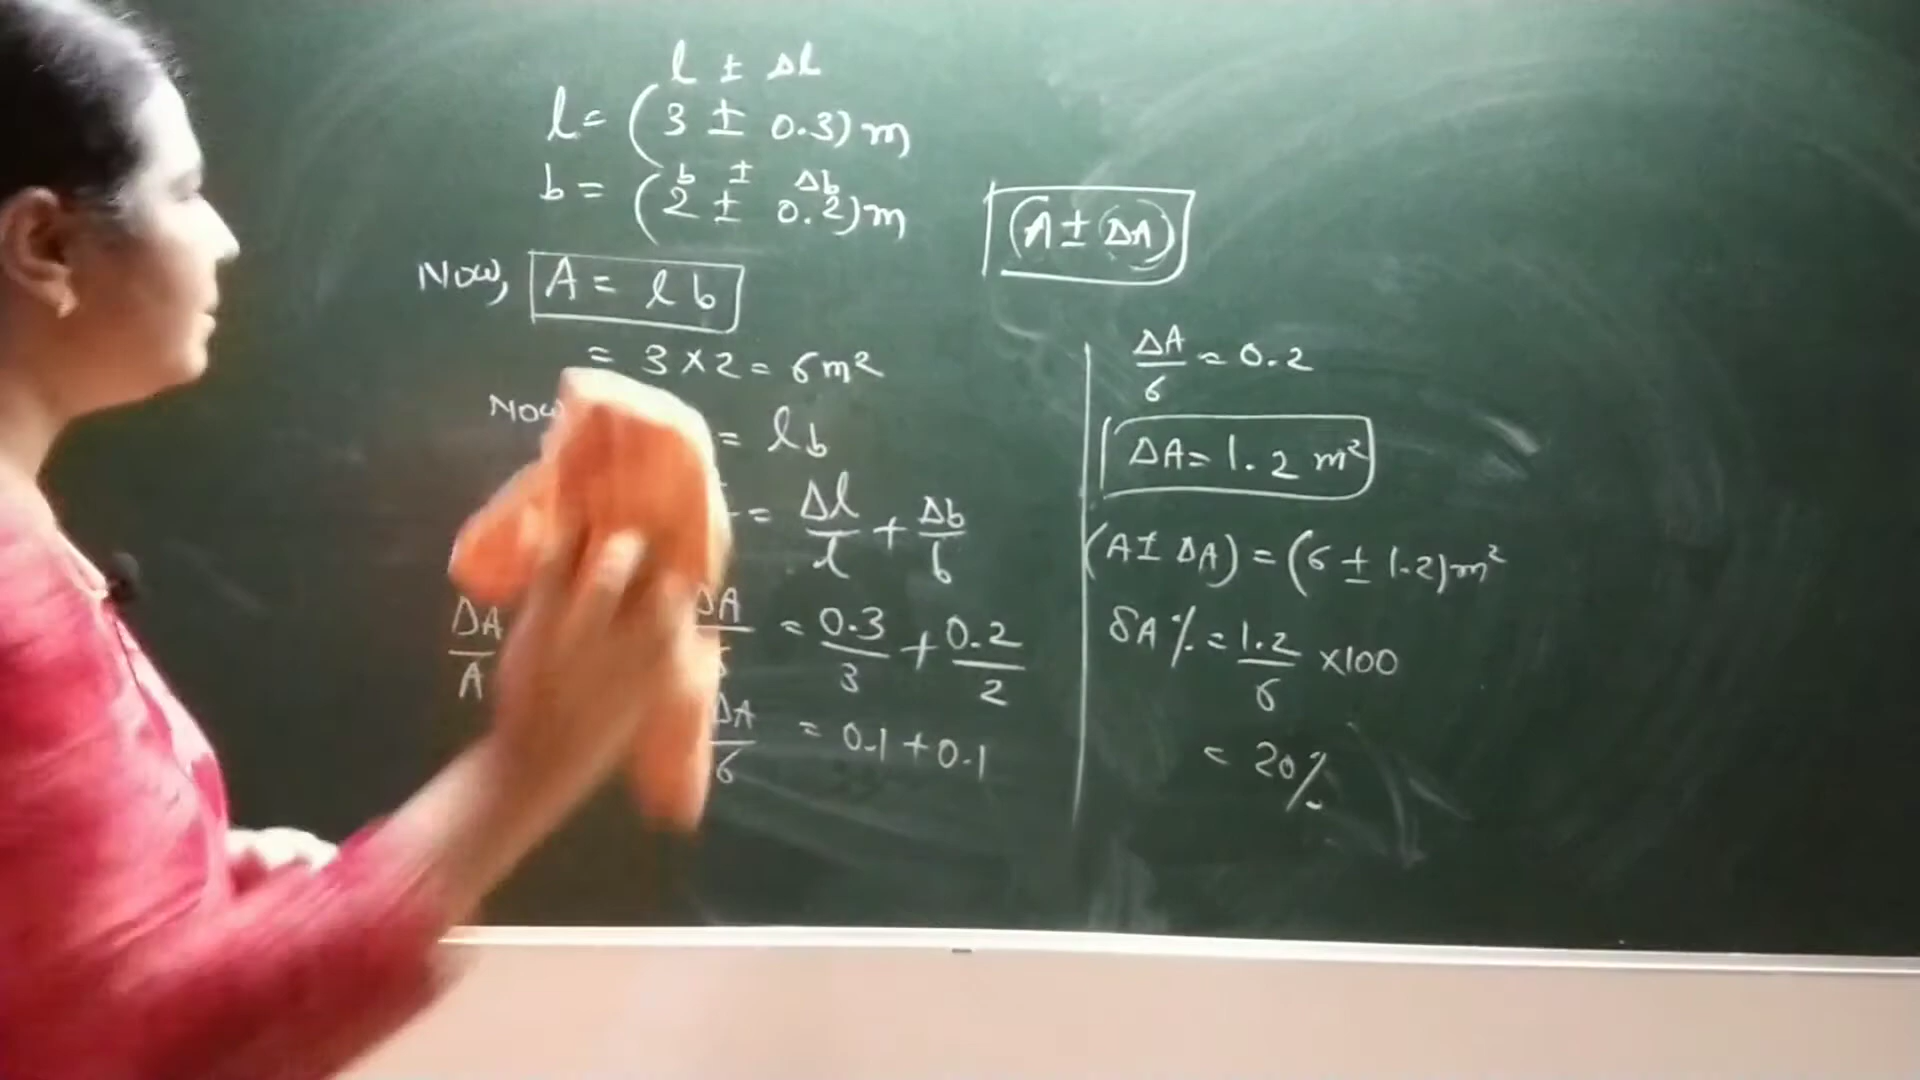 l ± Δl
l = (3 ± 0.3) m
b ± Δb
b = (2 ± 0.2) m
(A ± ΔA)
Now, A = l b
= 3 × 2 = 6 m²
Now = l b
= Δl/l + Δb/b
ΔA/A ΔA = 0.3/3 + 0.2/2
ΔA/6 = 0.1 + 0.1
ΔA/6 = 0.2
ΔA = 1.2 m²
(A ± ΔA) = (6 ± 1.2) m²
δA % = 1.2/6 × 100
= 20 %